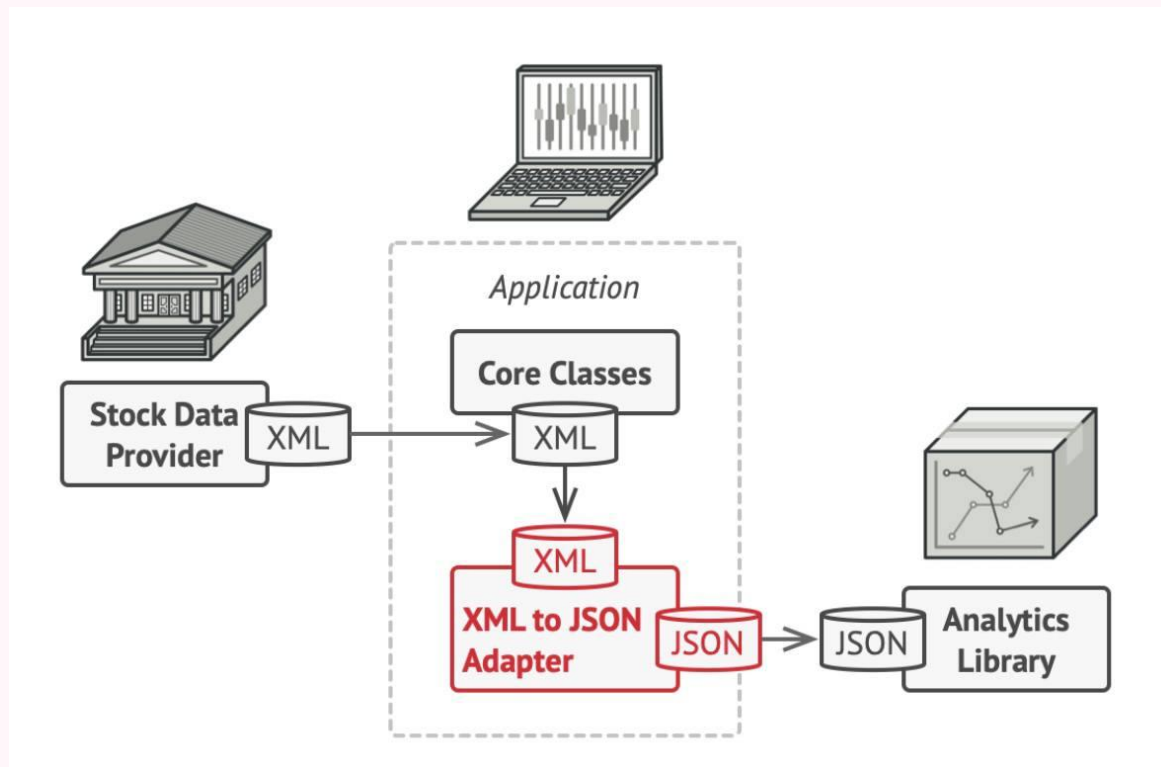 Application
Core Classes
Stock Data
Provider
XML
XML
XML
XML to JSON
Adapter
JSON
JSON
Analytics
Library